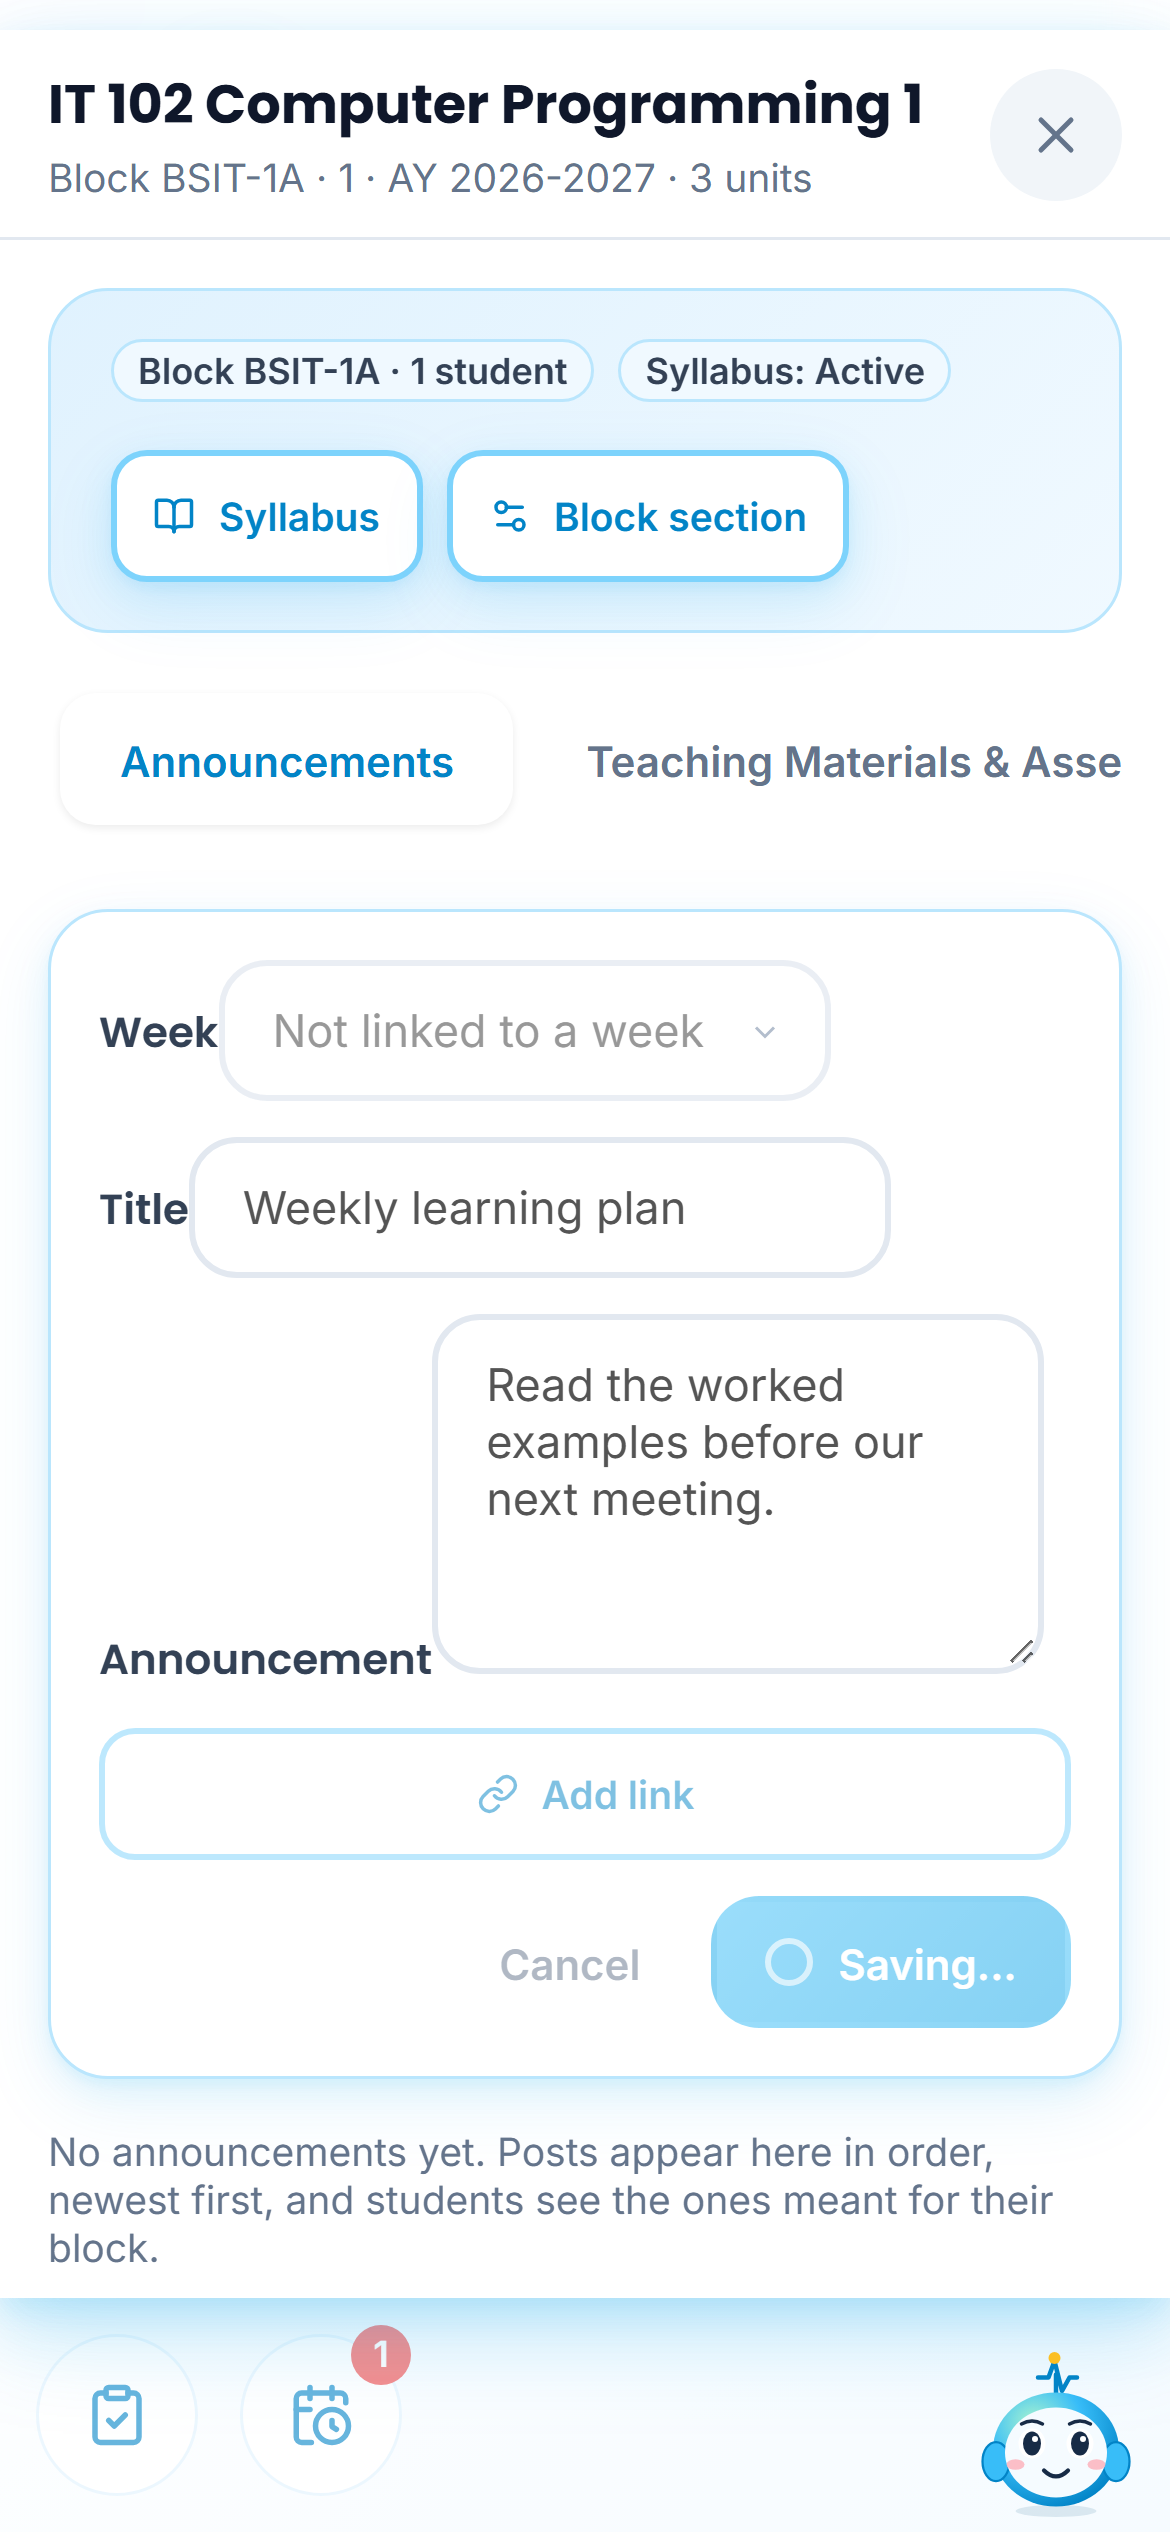 IT 102 Computer Programming 1
Block BSIT-1A · 1 · AY 2026-2027 · 3 units
Block BSIT-1A · 1 student
Syllabus: Active
Syllabus
Block section
Announcements
Teaching Materials & Asse
Week
Not linked to a week
Title
Weekly learning plan
Read the worked
examples before our
next meeting.
Announcement
Add link
Cancel
Saving...
No announcements yet. Posts appear here in order,
newest first, and students see the ones meant for their
block.
1